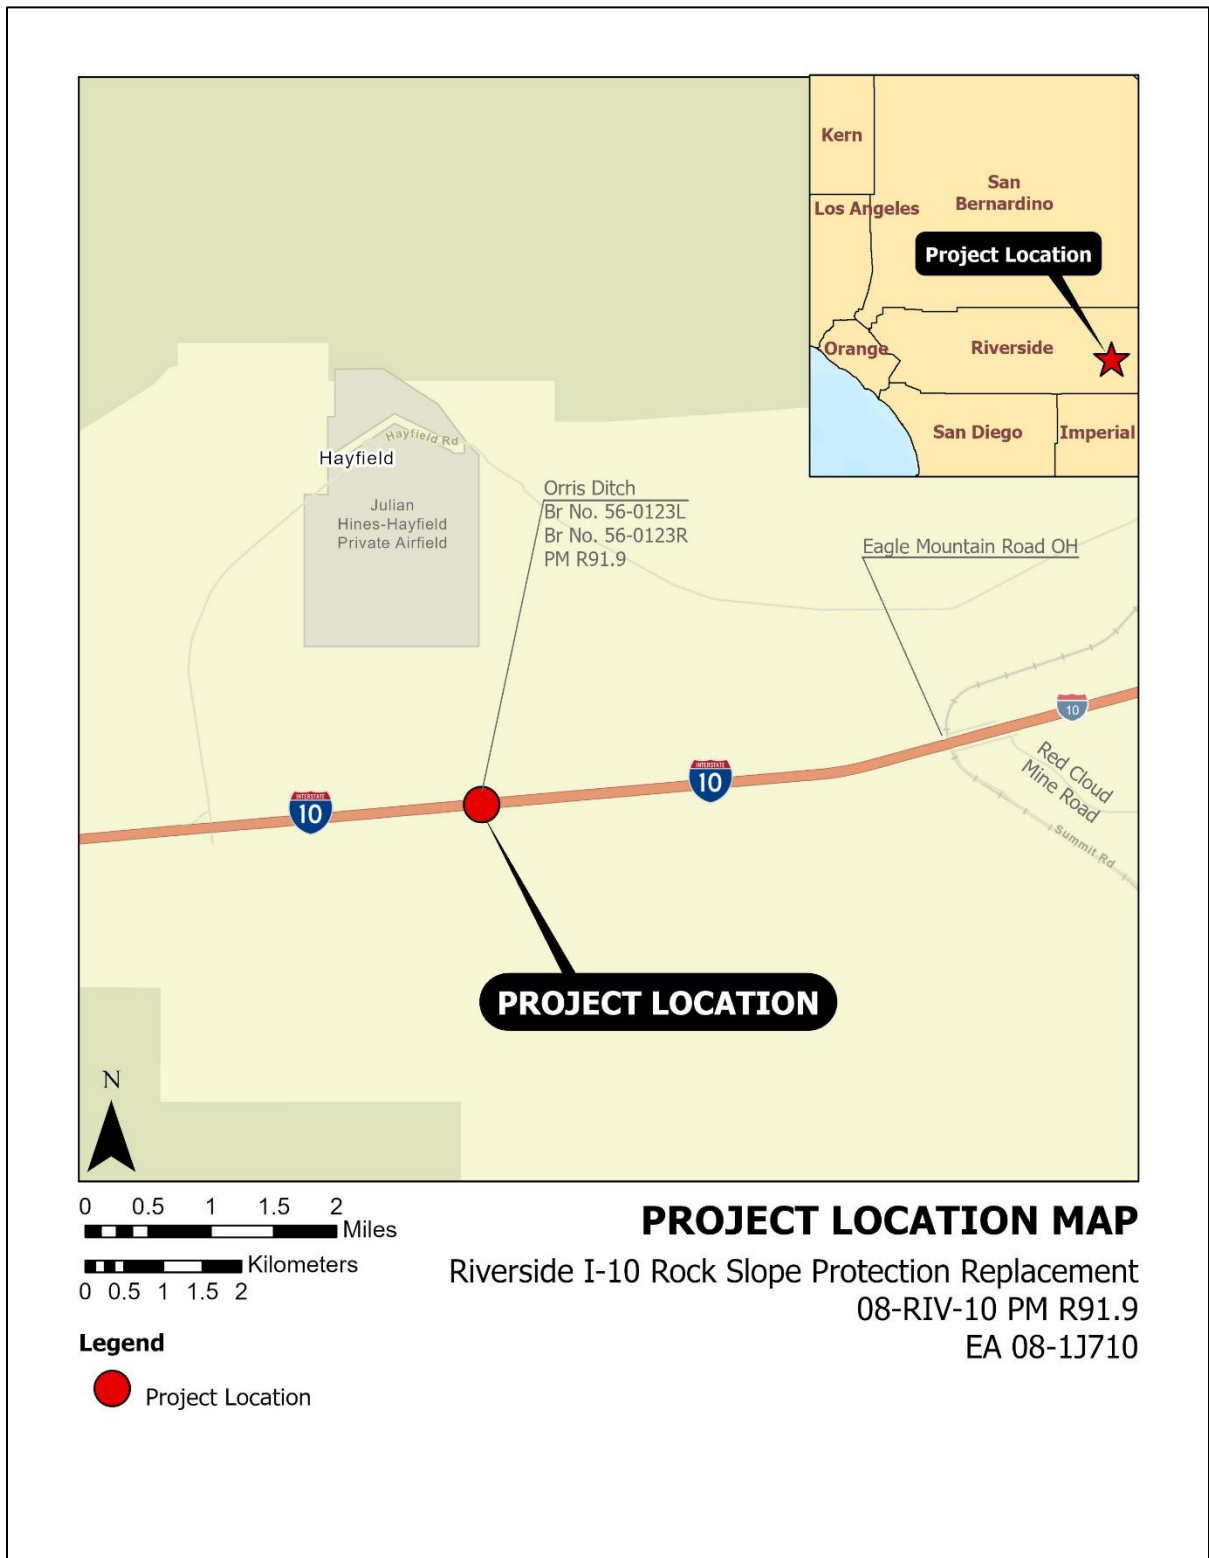 Kern
San
Bernardino
Los Angeles
Project Location
Orange
Riverside
San Diego
Imperial
Hayfield Rd
Hayfield
Julian
Hines-Hayfield
Private Airfield
Orris Ditch
Br No. 56-0123L
Br No. 56-0123R
PM R91.9
Eagle Mountain Road OH
INTERSTATE
10
INTERSTATE
10
10
Red Cloud
Mine Road
Summit Rd
PROJECT LOCATION
N
0 0.5 1 1.5 2
Miles
Kilometers
0 0.5 1 1.5 2
Legend
Project Location
PROJECT LOCATION MAP
Riverside I-10 Rock Slope Protection Replacement
08-RIV-10 PM R91.9
EA 08-1J710